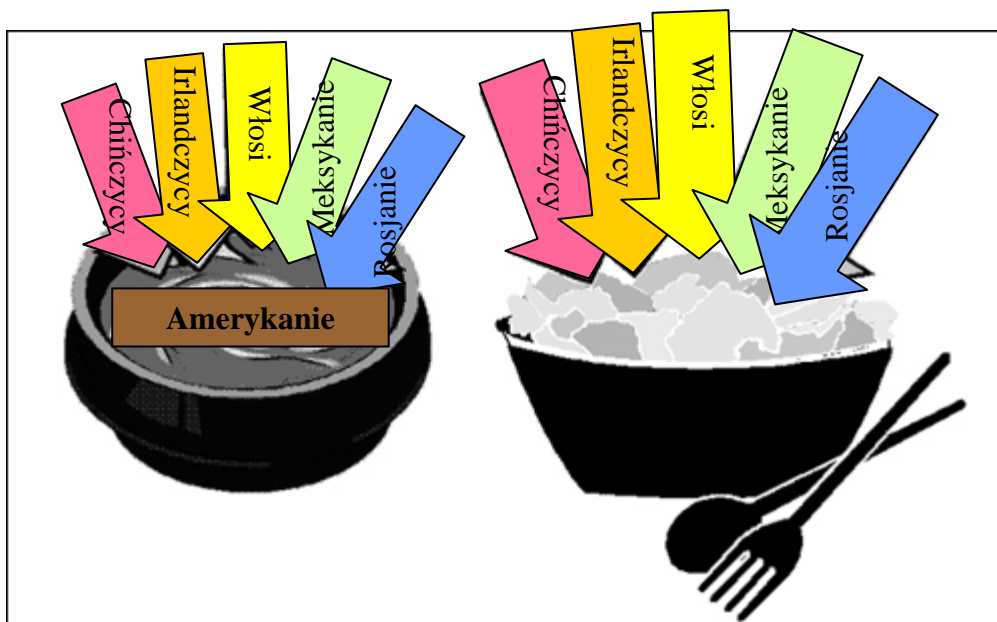 Chińczycy
Irlandczycy
Włosi
Meksykanie
Rosjanie
Amerykanie
Chińczycy
Irlandczycy
Włosi
Meksykanie
Rosjanie